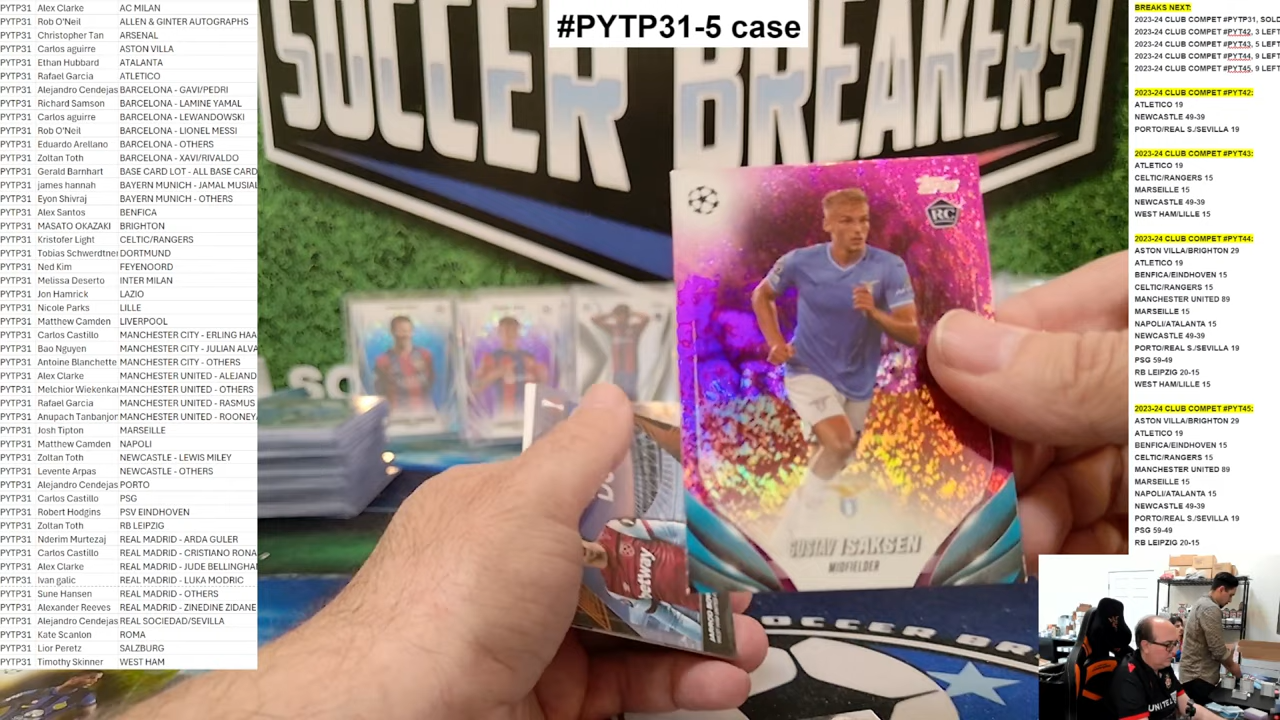 #PYTP31-5 case
SOCCER BREAKERS
PYTP31 Alex Clarke AC MILAN
PYTP31 Rob O'Neil ALLEN & GINTER AUTOGRAPHS
PYTP31 Christopher Tan ARSENAL
PYTP31 Carlos aguirre ASTON VILLA
PYTP31 Ethan Hubbard ATALANTA
PYTP31 Rafael Garcia ATLETICO
PYTP31 Alejandro Cendejas BARCELONA - GAVI/PEDRI
PYTP31 Richard Samson BARCELONA - LAMINE YAMAL
PYTP31 Carlos aguirre BARCELONA - LEWANDOWSKI
PYTP31 Rob O'Neil BARCELONA - LIONEL MESSI
PYTP31 Eduardo Arellano BARCELONA - OTHERS
PYTP31 Zoltan Toth BARCELONA - XAVI/RIVALDO
PYTP31 Gerald Barnhart BASE CARD LOT - ALL BASE CARD
PYTP31 james hannah BAYERN MUNICH - JAMAL MUSIAL
PYTP31 Eyon Shivraj BAYERN MUNICH - OTHERS
PYTP31 Alex Santos BENFICA
PYTP31 MASATO OKAZAKI BRIGHTON
PYTP31 Kristofer Light CELTIC/RANGERS
PYTP31 Tobias Schwerdtner DORTMUND
PYTP31 Ned Kim FEYENOORD
PYTP31 Melissa Deserto INTER MILAN
PYTP31 Jon Hamrick LAZIO
PYTP31 Nicole Parks LILLE
PYTP31 Matthew Camden LIVERPOOL
PYTP31 Carlos Castillo MANCHESTER CITY - ERLING HAA
PYTP31 Bao Nguyen MANCHESTER CITY - JULIAN ALVA
PYTP31 Antoine Blanchette MANCHESTER CITY - OTHERS
PYTP31 Alex Clarke MANCHESTER UNITED - ALEJAND
PYTP31 Melchior Wiekenkar MANCHESTER UNITED - OTHERS
PYTP31 Rafael Garcia MANCHESTER UNITED - RASMUS
PYTP31 Anupach Tanbanjor MANCHESTER UNITED - ROONEY
PYTP31 Josh Tipton MARSEILLE
PYTP31 Matthew Camden NAPOLI
PYTP31 Zoltan Toth NEWCASTLE - LEWIS MILEY
PYTP31 Levente Arpas NEWCASTLE - OTHERS
PYTP31 Alejandro Cendejas PORTO
PYTP31 Carlos Castillo PSG
PYTP31 Robert Hodgins PSV EINDHOVEN
PYTP31 Zoltan Toth RB LEIPZIG
PYTP31 Nderim Murtezaj REAL MADRID - ARDA GULER
PYTP31 Carlos Castillo REAL MADRID - CRISTIANO RONA
PYTP31 Alex Clarke REAL MADRID - JUDE BELLINGHA
PYTP31 Ivan galic REAL MADRID - LUKA MODRIC
PYTP31 Sune Hansen REAL MADRID - OTHERS
PYTP31 Alexander Reeves REAL MADRID - ZINEDINE ZIDANE
PYTP31 Alejandro Cendejas REAL SOCIEDAD/SEVILLA
PYTP31 Kate Scanlon ROMA
PYTP31 Lior Peretz SALZBURG
PYTP31 Timothy Skinner WEST HAM
topps
RC
GUSTAV ISAKSEN
MIDFIELDER
betway
BREAKS NEXT:
2023-24 CLUB COMPET #PYTP31, SOLD
2023-24 CLUB COMPET #PYT42, 3 LEFT
2023-24 CLUB COMPET #PYT43, 5 LEFT
2023-24 CLUB COMPET #PYT44, 9 LEFT
2023-24 CLUB COMPET #PYT45, 9 LEFT
2023-24 CLUB COMPET #PYT42:
ATLETICO 19
NEWCASTLE 49-39
PORTO/REAL S./SEVILLA 19
2023-24 CLUB COMPET #PYT43:
ATLETICO 19
CELTIC/RANGERS 15
MARSEILLE 15
NEWCASTLE 49-39
WEST HAM/LILLE 15
2023-24 CLUB COMPET #PYT44:
ASTON VILLA/BRIGHTON 29
ATLETICO 19
BENFICA/EINDHOVEN 15
CELTIC/RANGERS 15
MANCHESTER UNITED 89
MARSEILLE 15
NAPOLI/ATALANTA 15
NEWCASTLE 49-39
PORTO/REAL S./SEVILLA 19
PSG 59-49
RB LEIPZIG 20-15
WEST HAM/LILLE 15
2023-24 CLUB COMPET #PYT45:
ASTON VILLA/BRIGHTON 29
ATLETICO 19
BENFICA/EINDHOVEN 15
CELTIC/RANGERS 15
MANCHESTER UNITED 89
MARSEILLE 15
NAPOLI/ATALANTA 15
NEWCASTLE 49-39
PORTO/REAL S./SEVILLA 19
PSG 59-49
RB LEIPZIG 20-15